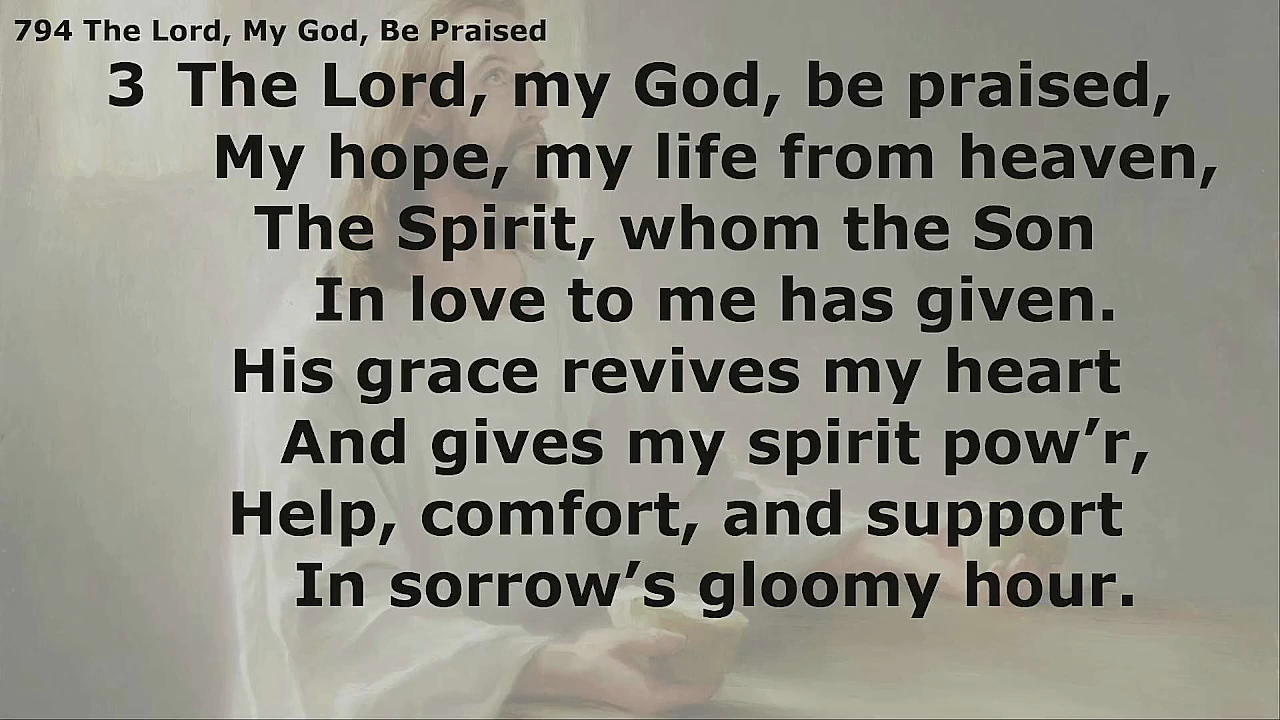 794 The Lord, My God, Be Praised
3 The Lord, my God, be praised,
My hope, my life from heaven,
The Spirit, whom the Son
In love to me has given.
His grace revives my heart
And gives my spirit pow’r,
Help, comfort, and support
In sorrow’s gloomy hour.